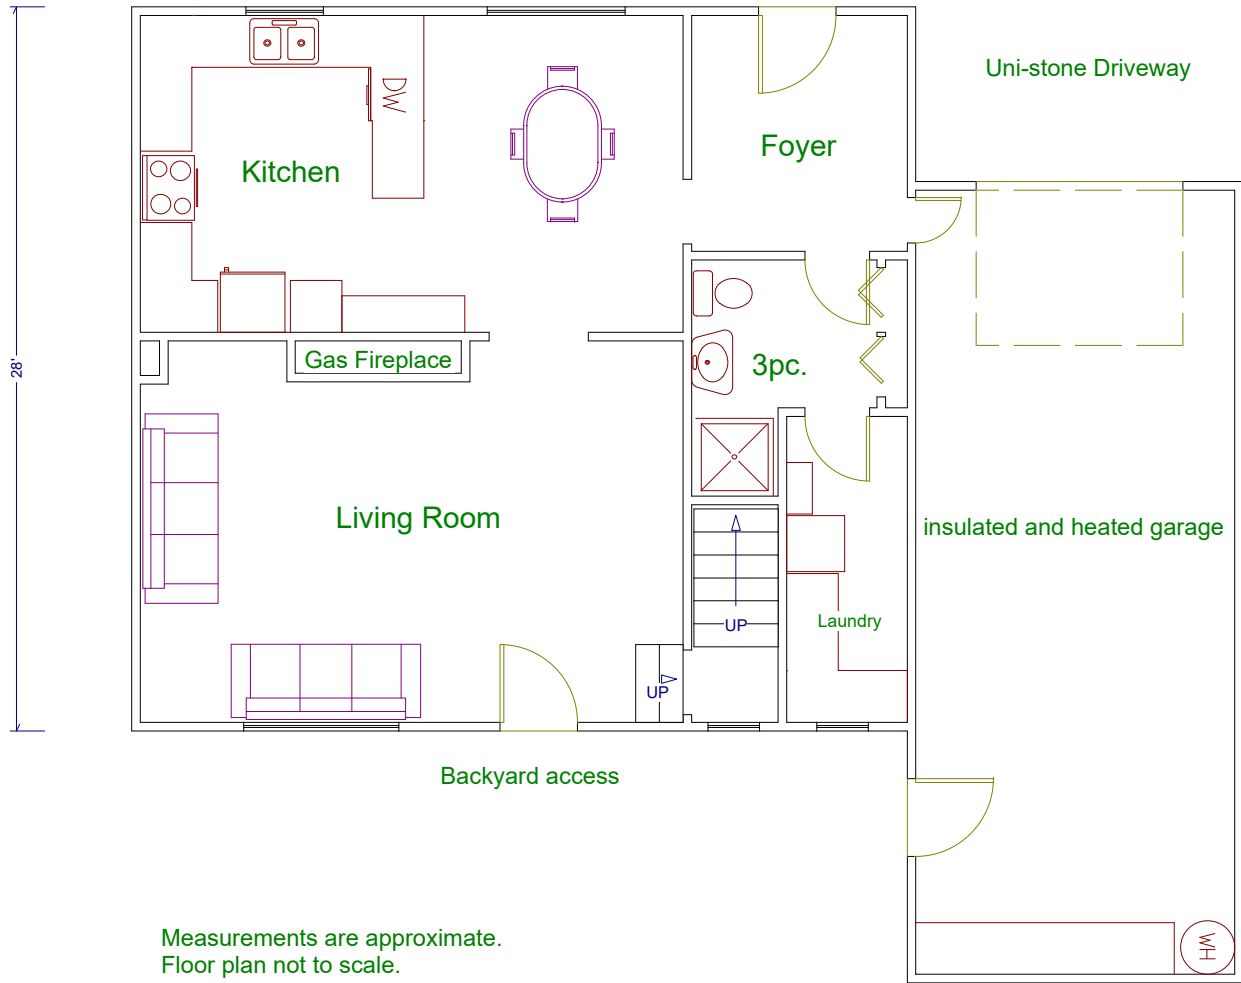 Uni-stone Driveway
DW
Foyer
Kitchen
Gas Fireplace
3pc.
28'
Living Room
insulated and heated garage
UP
Laundry
UP
Backyard access
Measurements are approximate.
Floor plan not to scale.
WH